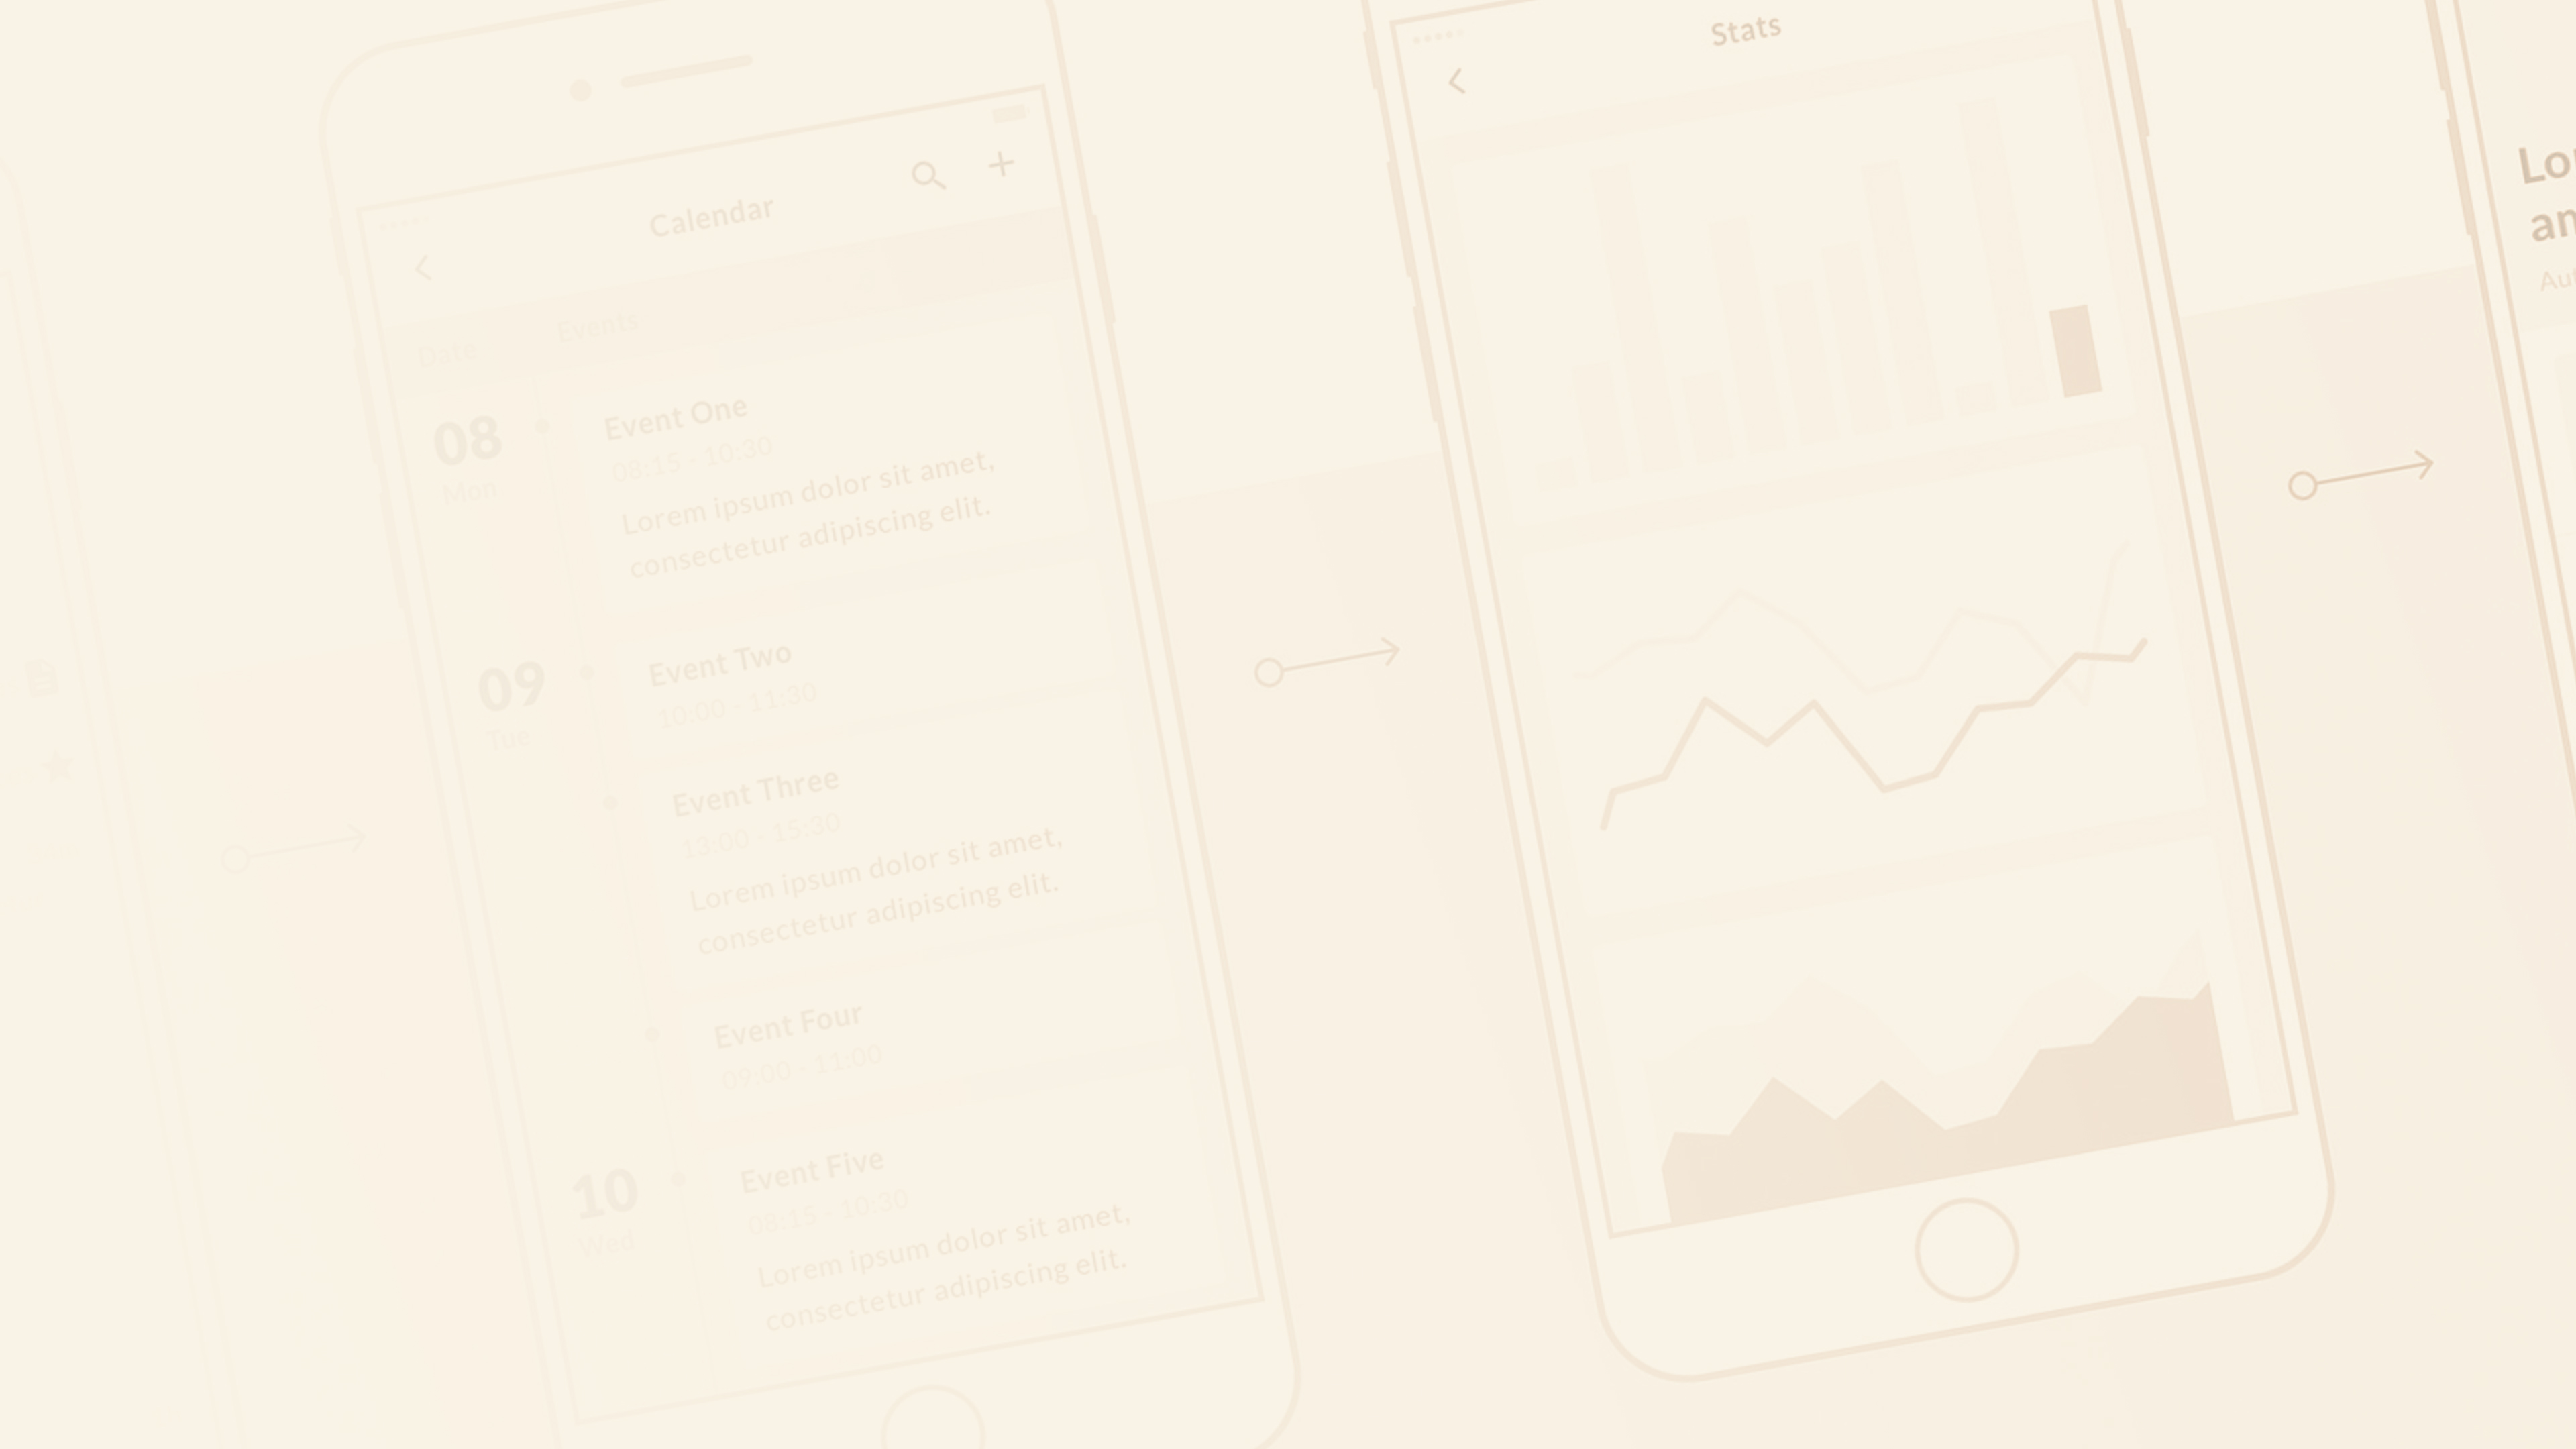 Calendar
Date
Events
08
Mon
Event One
08:15 - 10:30
Lorem ipsum dolor sit amet,
consectetur adipiscing elit.
09
Tue
Event Two
10:00 - 11:30
Event Three
13:00 - 15:30
Lorem ipsum dolor sit amet,
consectetur adipiscing elit.
Event Four
09:00 - 11:00
10
Wed
Event Five
08:15 - 10:30
Lorem ipsum dolor sit amet,
consectetur adipiscing elit.
Stats